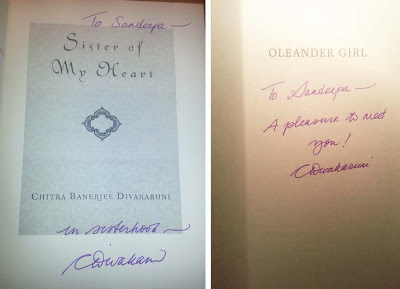 To Sandeepa —
Sister of
My Heart
CHITRA BANERJEE DIVAKARUNI
in sisterhood —
CDivakaruni
OLEANDER GIRL
To Sandeepa —
A pleasure to meet
you!
CDivakaruni